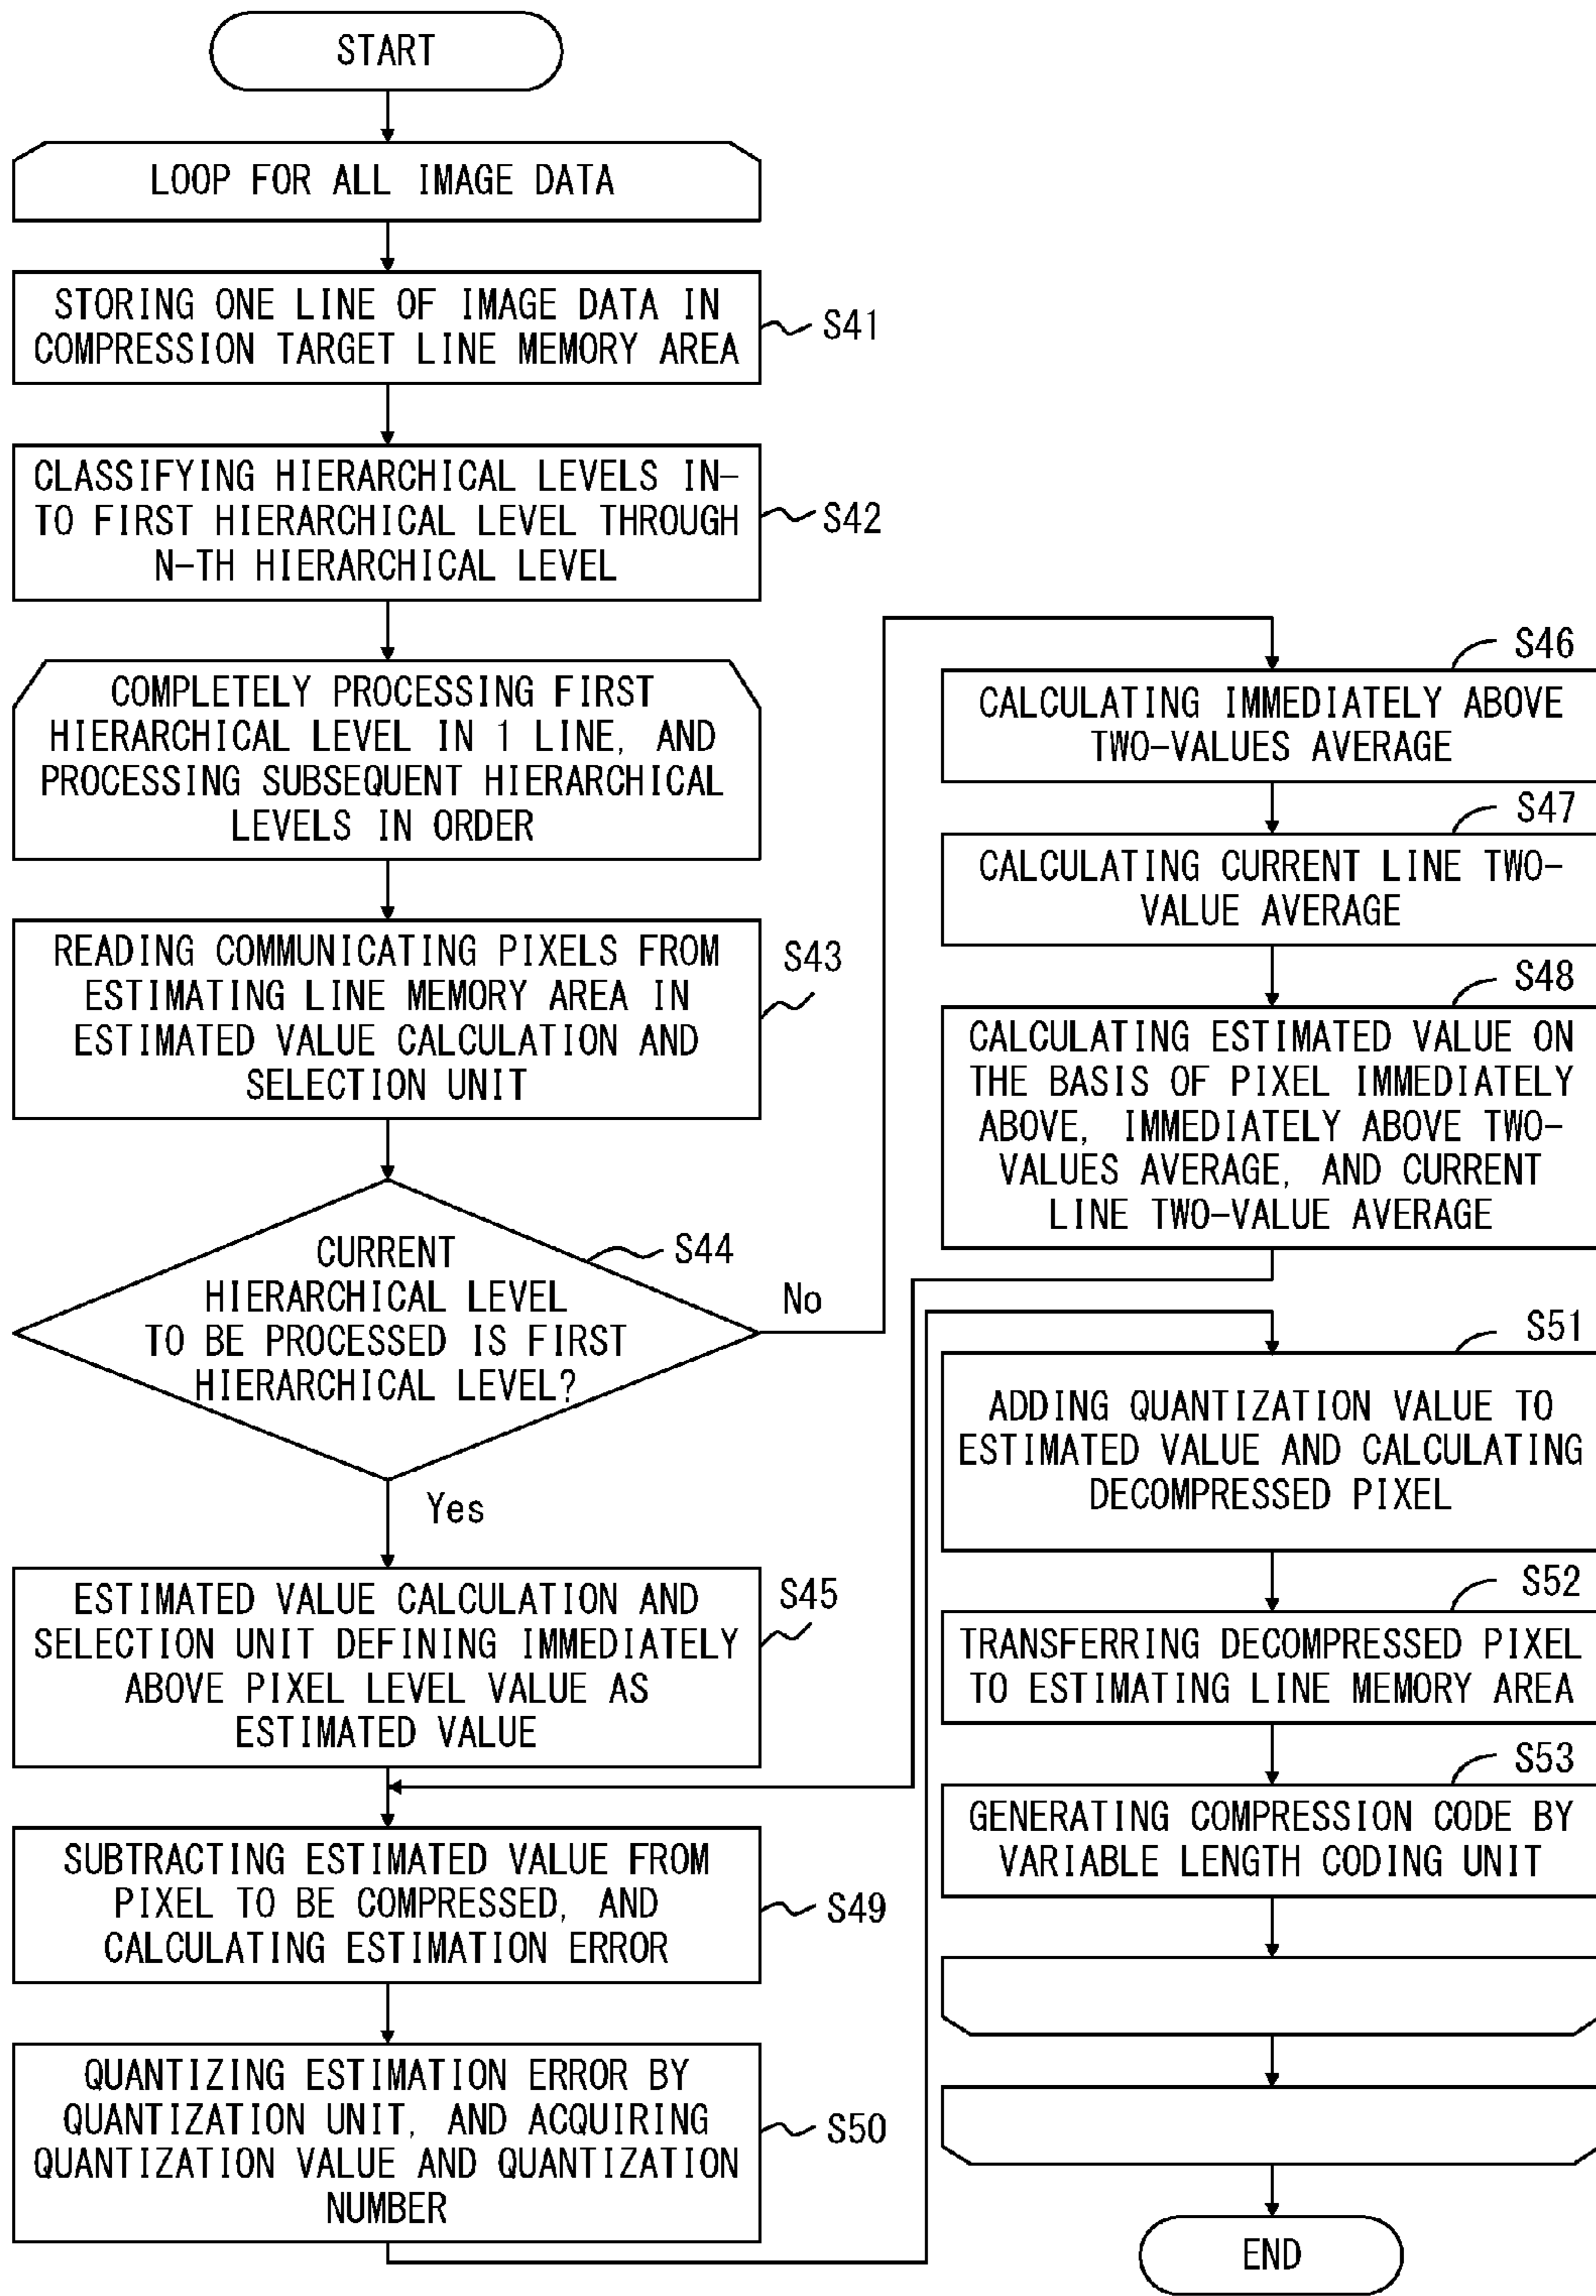 START
LOOP FOR ALL IMAGE DATA
STORING ONE LINE OF IMAGE DATA IN
COMPRESSION TARGET LINE MEMORY AREA
S41
CLASSIFYING HIERARCHICAL LEVELS IN-
TO FIRST HIERARCHICAL LEVEL THROUGH
N-TH HIERARCHICAL LEVEL
S42
COMPLETELY PROCESSING FIRST
HIERARCHICAL LEVEL IN 1 LINE, AND
PROCESSING SUBSEQUENT HIERARCHICAL
LEVELS IN ORDER
READING COMMUNICATING PIXELS FROM
ESTIMATING LINE MEMORY AREA IN
ESTIMATED VALUE CALCULATION AND
SELECTION UNIT
S43
CURRENT
HIERARCHICAL LEVEL
TO BE PROCESSED IS FIRST
HIERARCHICAL LEVEL?
S44
No
Yes
ESTIMATED VALUE CALCULATION AND
SELECTION UNIT DEFINING IMMEDIATELY
ABOVE PIXEL LEVEL VALUE AS
ESTIMATED VALUE
S45
SUBTRACTING ESTIMATED VALUE FROM
PIXEL TO BE COMPRESSED, AND
CALCULATING ESTIMATION ERROR
S49
QUANTIZING ESTIMATION ERROR BY
QUANTIZATION UNIT, AND ACQUIRING
QUANTIZATION VALUE AND QUANTIZATION
NUMBER
S50
S46
CALCULATING IMMEDIATELY ABOVE
TWO-VALUES AVERAGE
S47
CALCULATING CURRENT LINE TWO-
VALUE AVERAGE
S48
CALCULATING ESTIMATED VALUE ON
THE BASIS OF PIXEL IMMEDIATELY
ABOVE, IMMEDIATELY ABOVE TWO-
VALUES AVERAGE, AND CURRENT
LINE TWO-VALUE AVERAGE
S51
ADDING QUANTIZATION VALUE TO
ESTIMATED VALUE AND CALCULATING
DECOMPRESSED PIXEL
S52
TRANSFERRING DECOMPRESSED PIXEL
TO ESTIMATING LINE MEMORY AREA
S53
GENERATING COMPRESSION CODE BY
VARIABLE LENGTH CODING UNIT
END